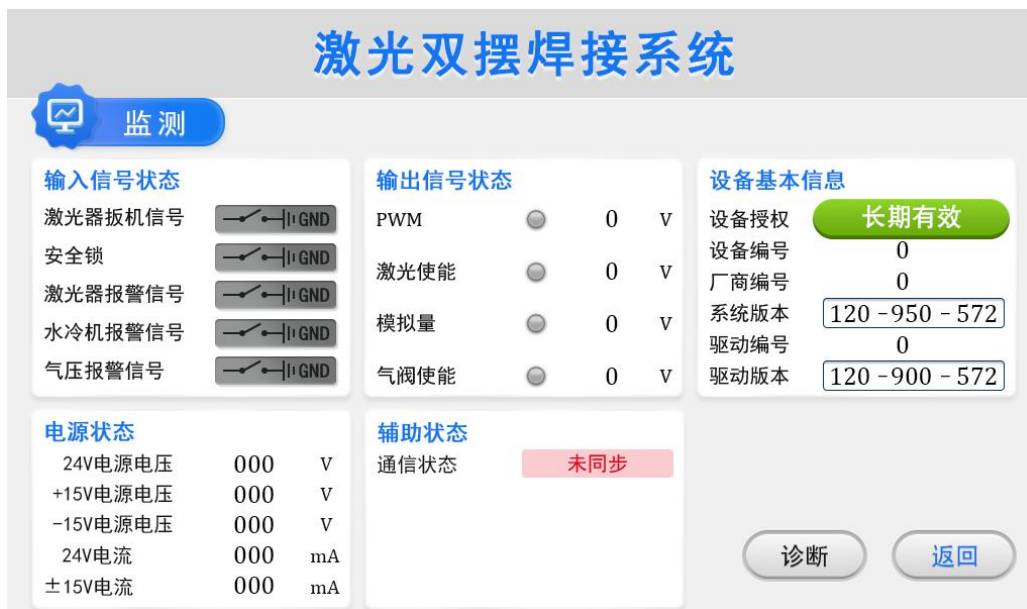 激光双摆焊接系统
监测
输入信号状态
激光器扳机信号 GND
安全锁 GND
激光器报警信号 GND
水冷机报警信号 GND
气压报警信号 GND
输出信号状态
PWM 0 V
激光使能 0 V
模拟量 0 V
气阀使能 0 V
设备基本信息
设备授权 长期有效
设备编号 0
厂商编号 0
系统版本 120-950-572
驱动编号 0
驱动版本 120-900-572
电源状态
24V电源电压 000 V
+15V电源电压 000 V
-15V电源电压 000 V
24V电流 000 mA
±15V电流 000 mA
辅助状态
通信状态 未同步
诊断 返回